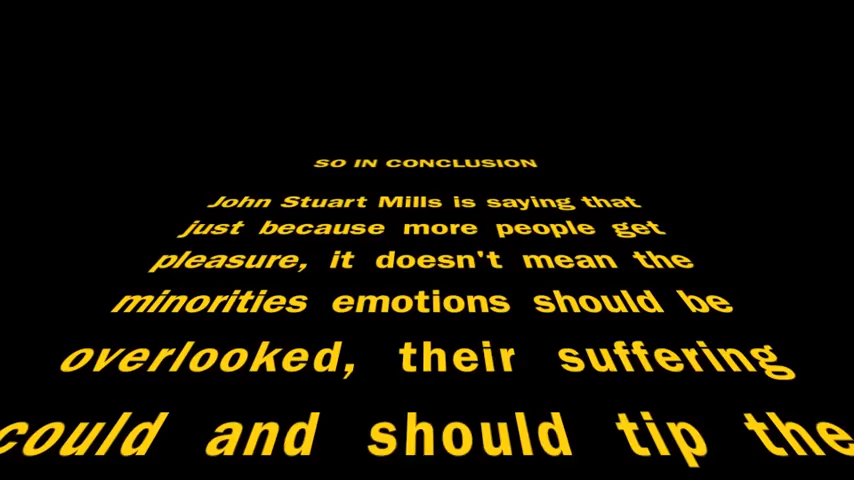 SO IN CONCLUSION
John Stuart Mills is saying that
just because more people get
pleasure, it doesn't mean the
minorities emotions should be
overlooked, their suffering
could and should tip the